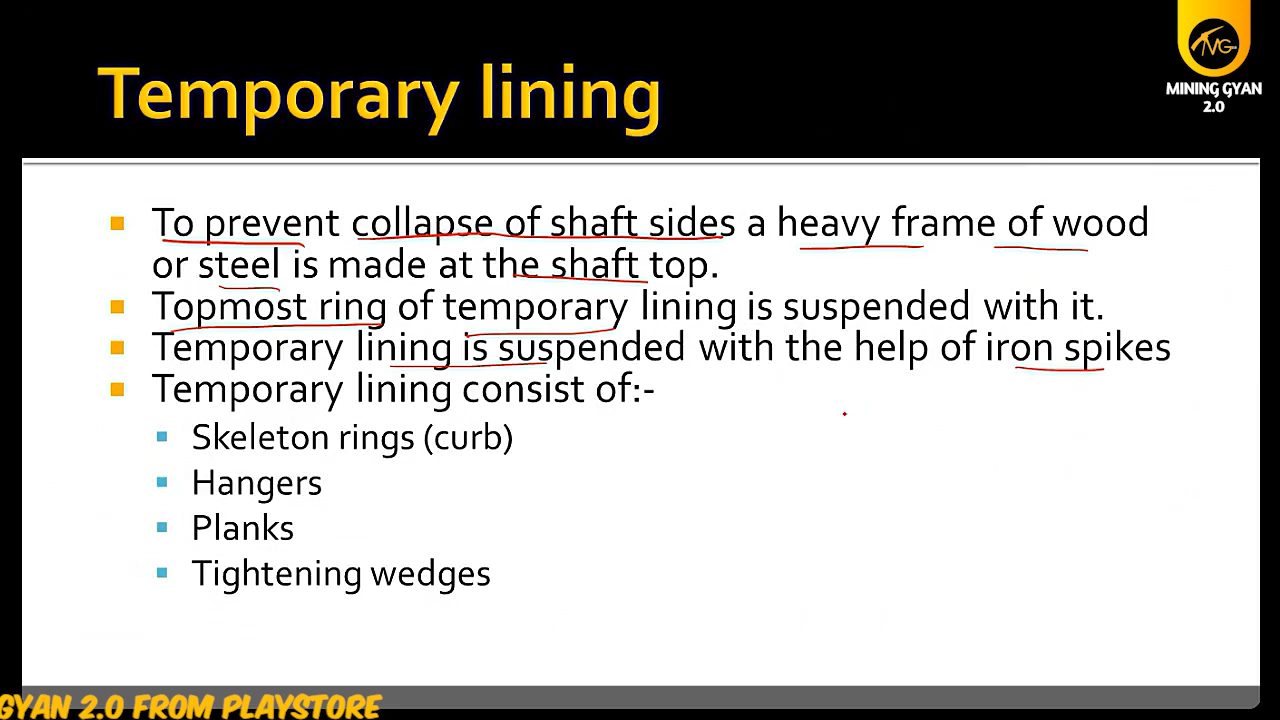 Temporary lining
MINING GYAN
2.0
To prevent collapse of shaft sides a heavy frame of wood
or steel is made at the shaft top.
Topmost ring of temporary lining is suspended with it.
Temporary lining is suspended with the help of iron spikes
Temporary lining consist of:-
Skeleton rings (curb)
Hangers
Planks
Tightening wedges
GYAN 2.0 FROM PLAYSTORE